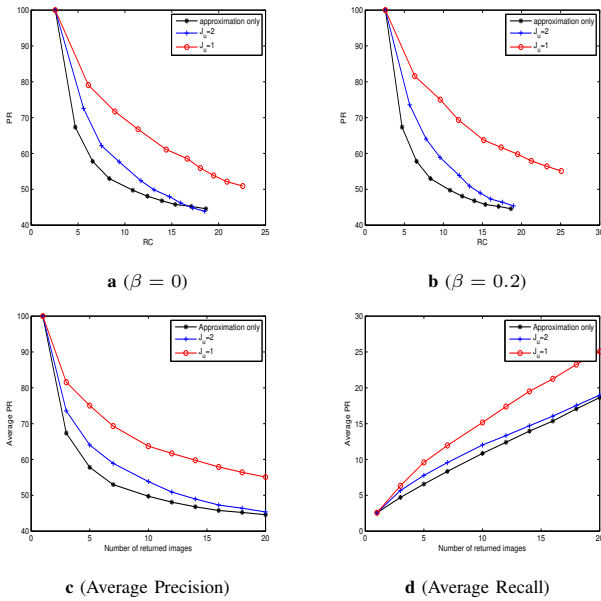 100
90
80
70
60
50
40
PR
0 5 10 15 20 25
RC
approximation only
J_u=2
J_u=1
a (β = 0)
100
90
80
70
60
50
40
PR
0 5 10 15 20 25 30
RC
approximation only
J_u=2
J_u=1
b (β = 0.2)
100
90
80
70
60
50
40
Average PR
0 5 10 15 20
Number of returned images
Approximation only
J_u=2
J_u=1
c (Average Precision)
30
25
20
15
10
5
0
Average PR
0 5 10 15 20
Number of returned images
Approximation only
J_u=2
J_u=1
d (Average Recall)